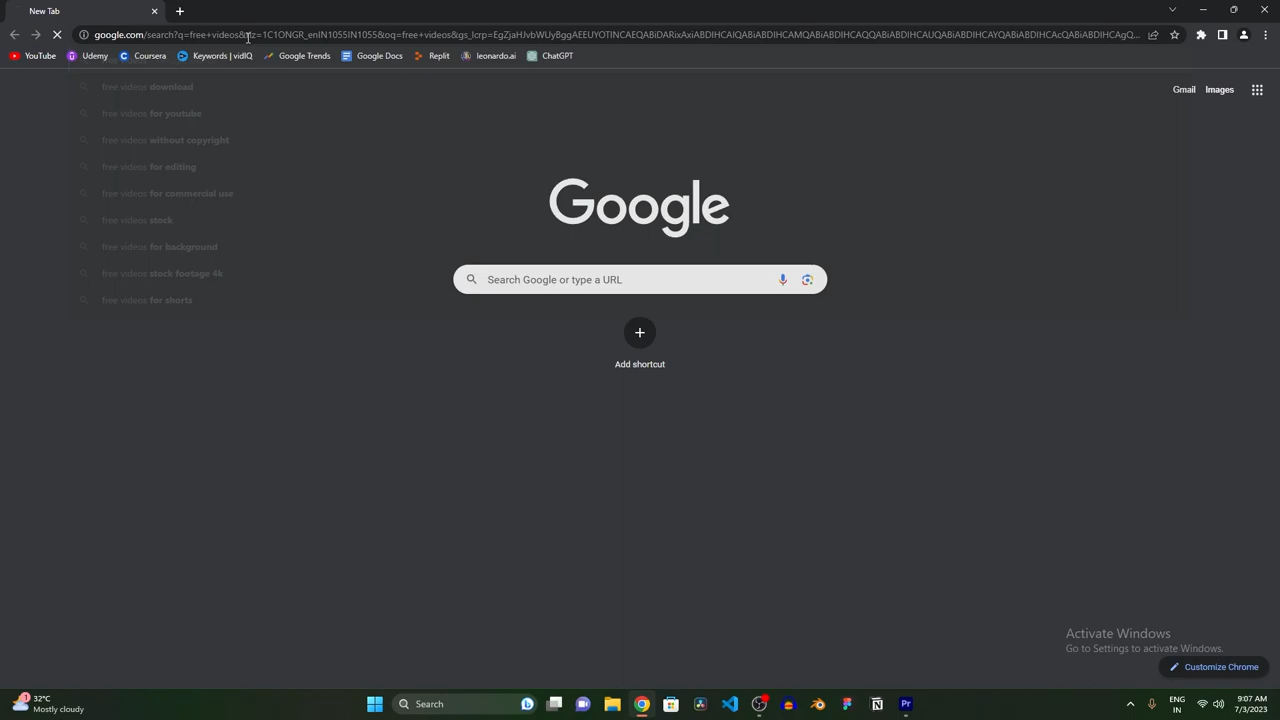 New Tab
google.com/search?q=free+videos&rlz=1C1ONGR_enIN1055IN1055&oq=free+videos&gs_lcrp=EgZjaHJvbWUyBggAEEUYOTINCAEQABiDARixAxiABDIHCAIQABiABDIHCAMQABiABDIHCAQQABiABDIHCAUQABiABDIHCAYQABiABDIHCAcQABiABDIHCAgQ...
YouTube Udemy Coursera Keywords | vidIQ Google Trends Google Docs Replit leonardo.ai ChatGPT
free videos download
free videos for youtube
free videos without copyright
free videos for editing
free videos for commercial use
free videos stock
free videos for background
free videos stock footage 4k
free videos for shorts
Gmail Images
Google
Search Google or type a URL
Add shortcut
Activate Windows
Go to Settings to activate Windows.
Customize Chrome
1 32°C
Mostly cloudy
Search
Pr
ENG
IN
9:07 AM
7/3/2023